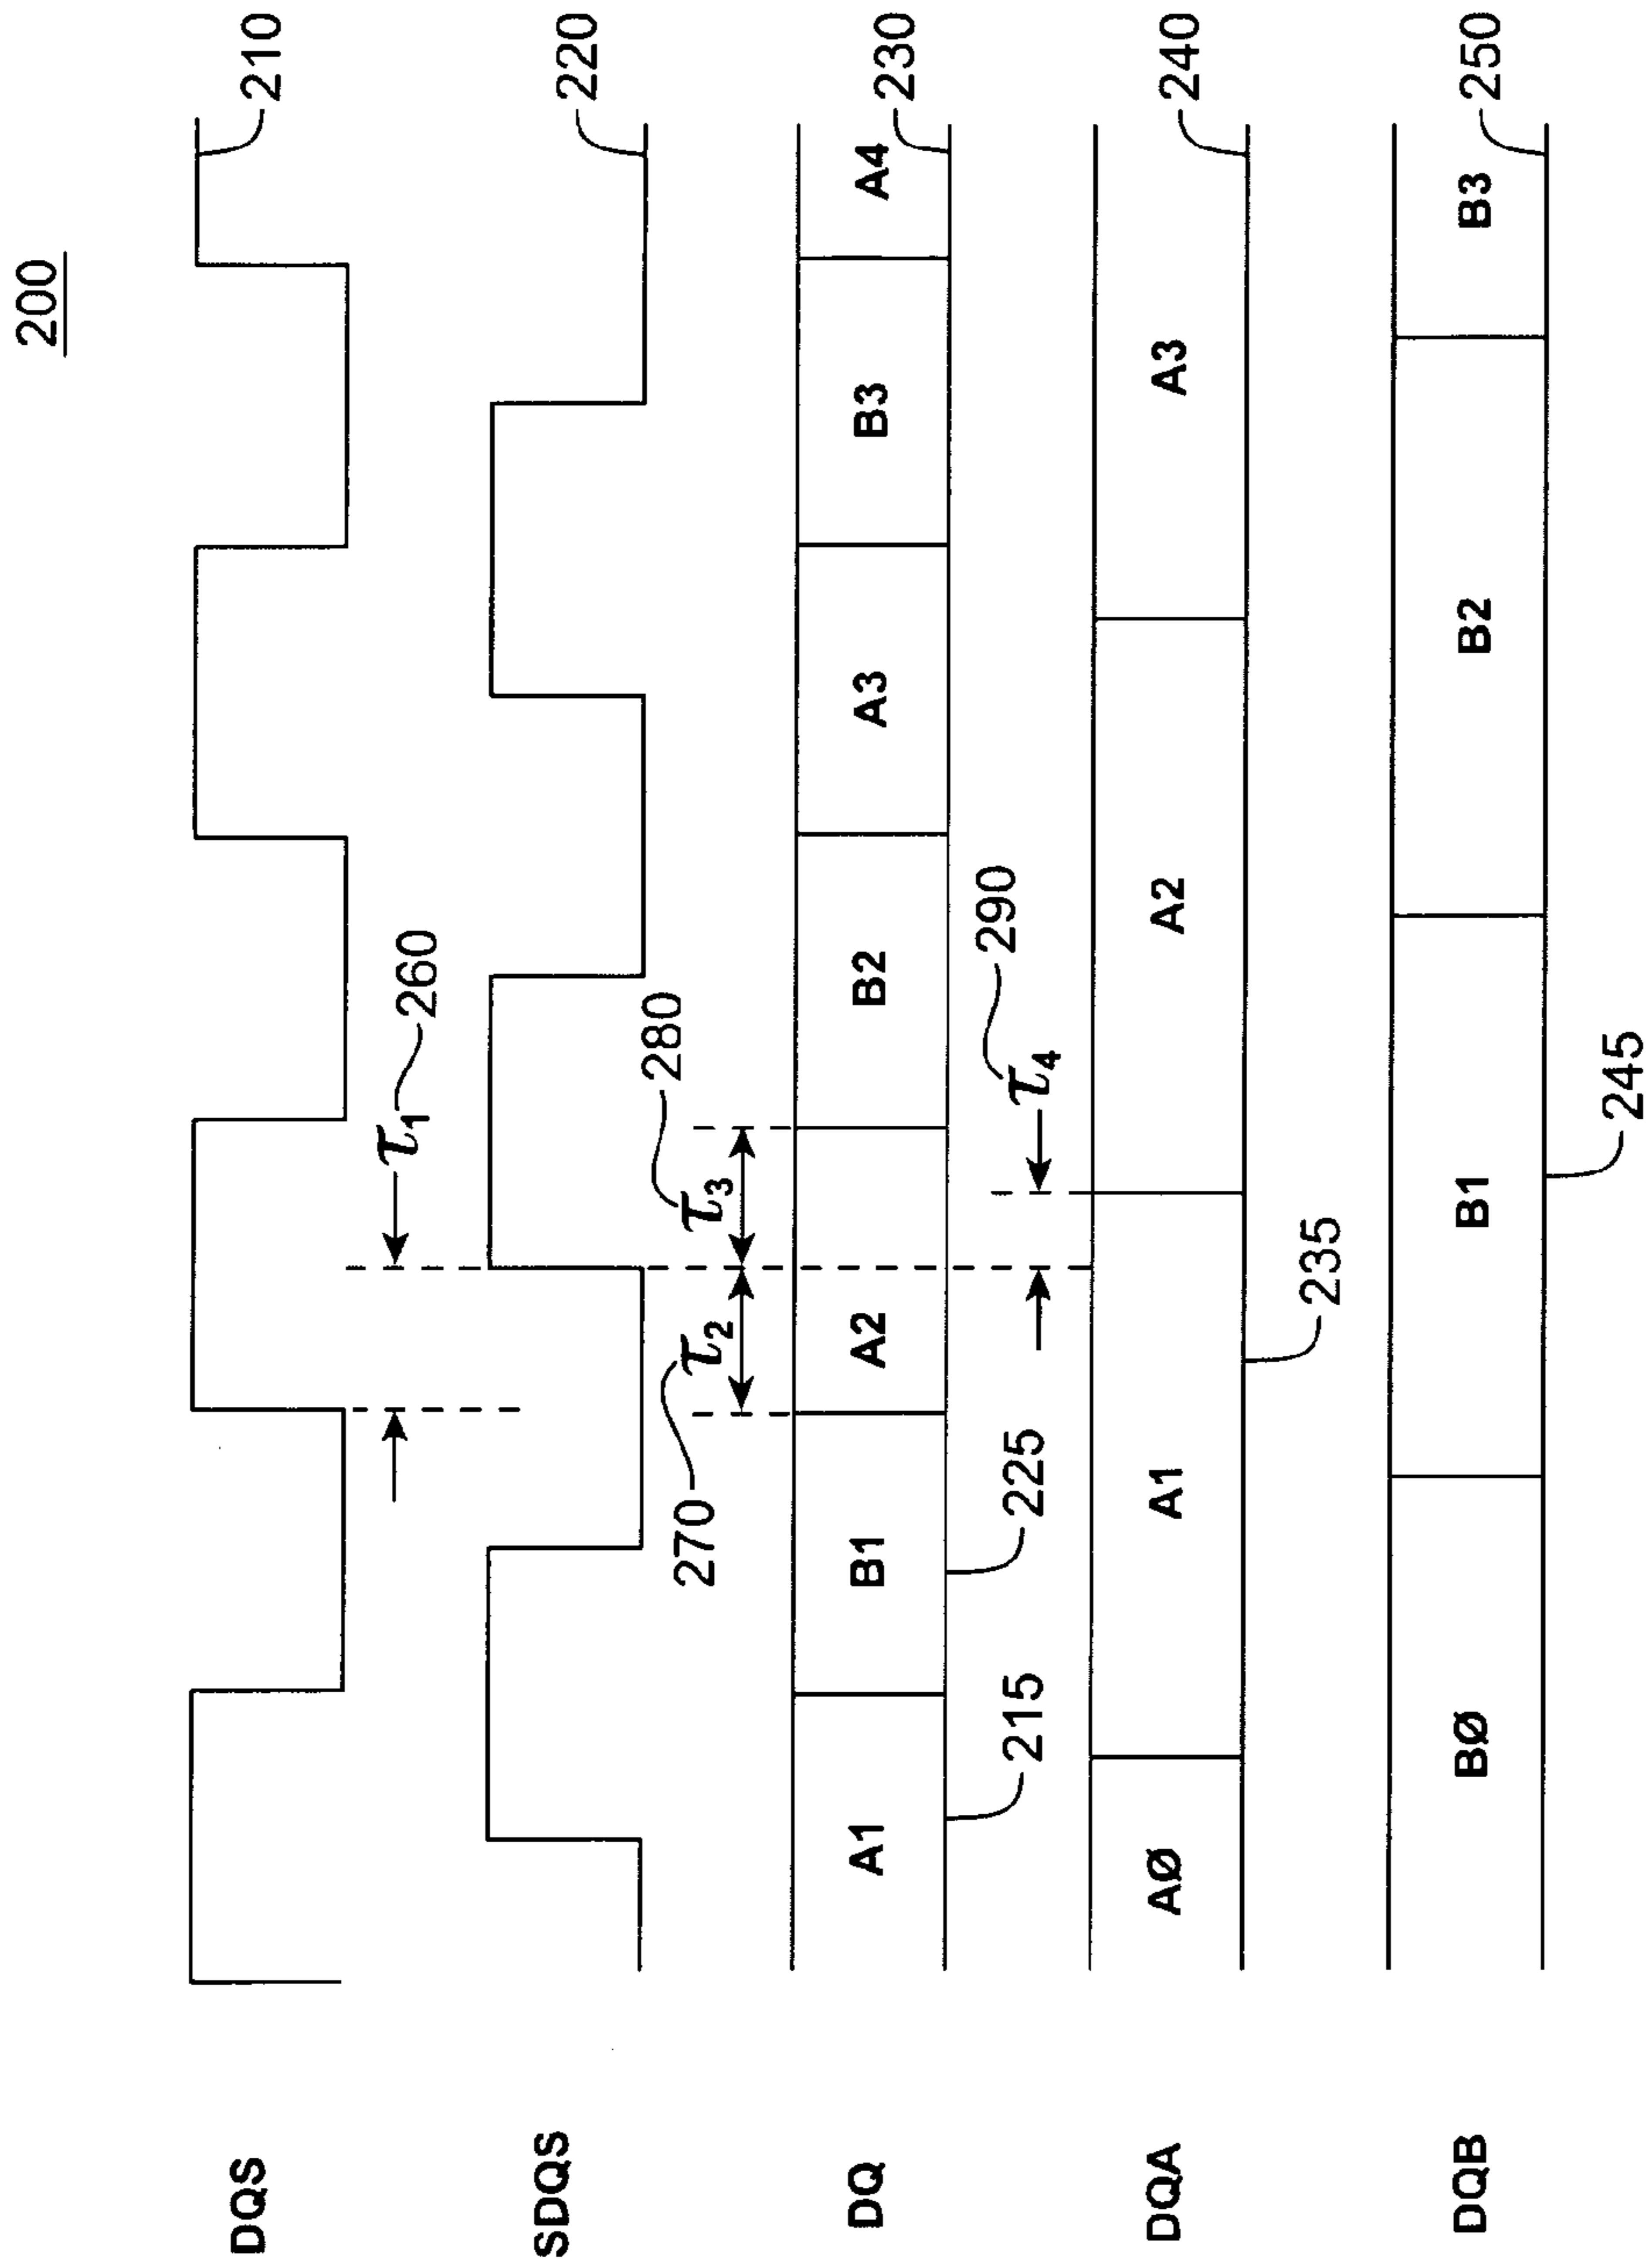 200
DQS
210
τ1 260
SDQS
220
270 τ2 τ3 280
DQ
A1 B1 A2 B2 A3 B3 A4
230
215 225
τ4 290
DQA
AØ A1 A2 A3
240
235
DQB
BØ B1 B2 B3
250
245